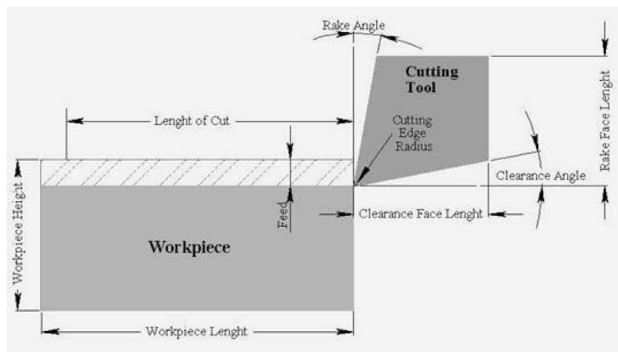 Rake Angle
Cutting
Tool
Rake Face Lenght
Lenght of Cut
Cutting
Edge
Radius
Clearance Angle
Workpiece Height
Feed
Clearance Face Lenght
Workpiece
Workpiece Lenght